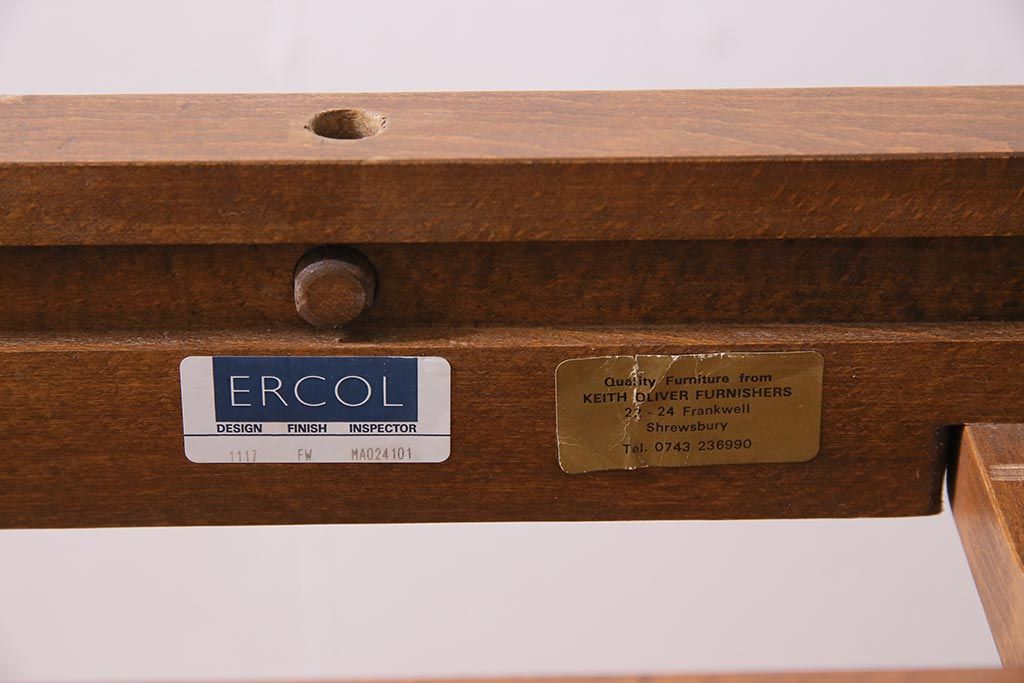 ERCOL
DESIGN FINISH INSPECTOR
1117 FW MA024101
Quality Furniture from
KEITH OLIVER FURNISHERS
22 - 24 Frankwell
Shrewsbury
Tel. 0743 236990